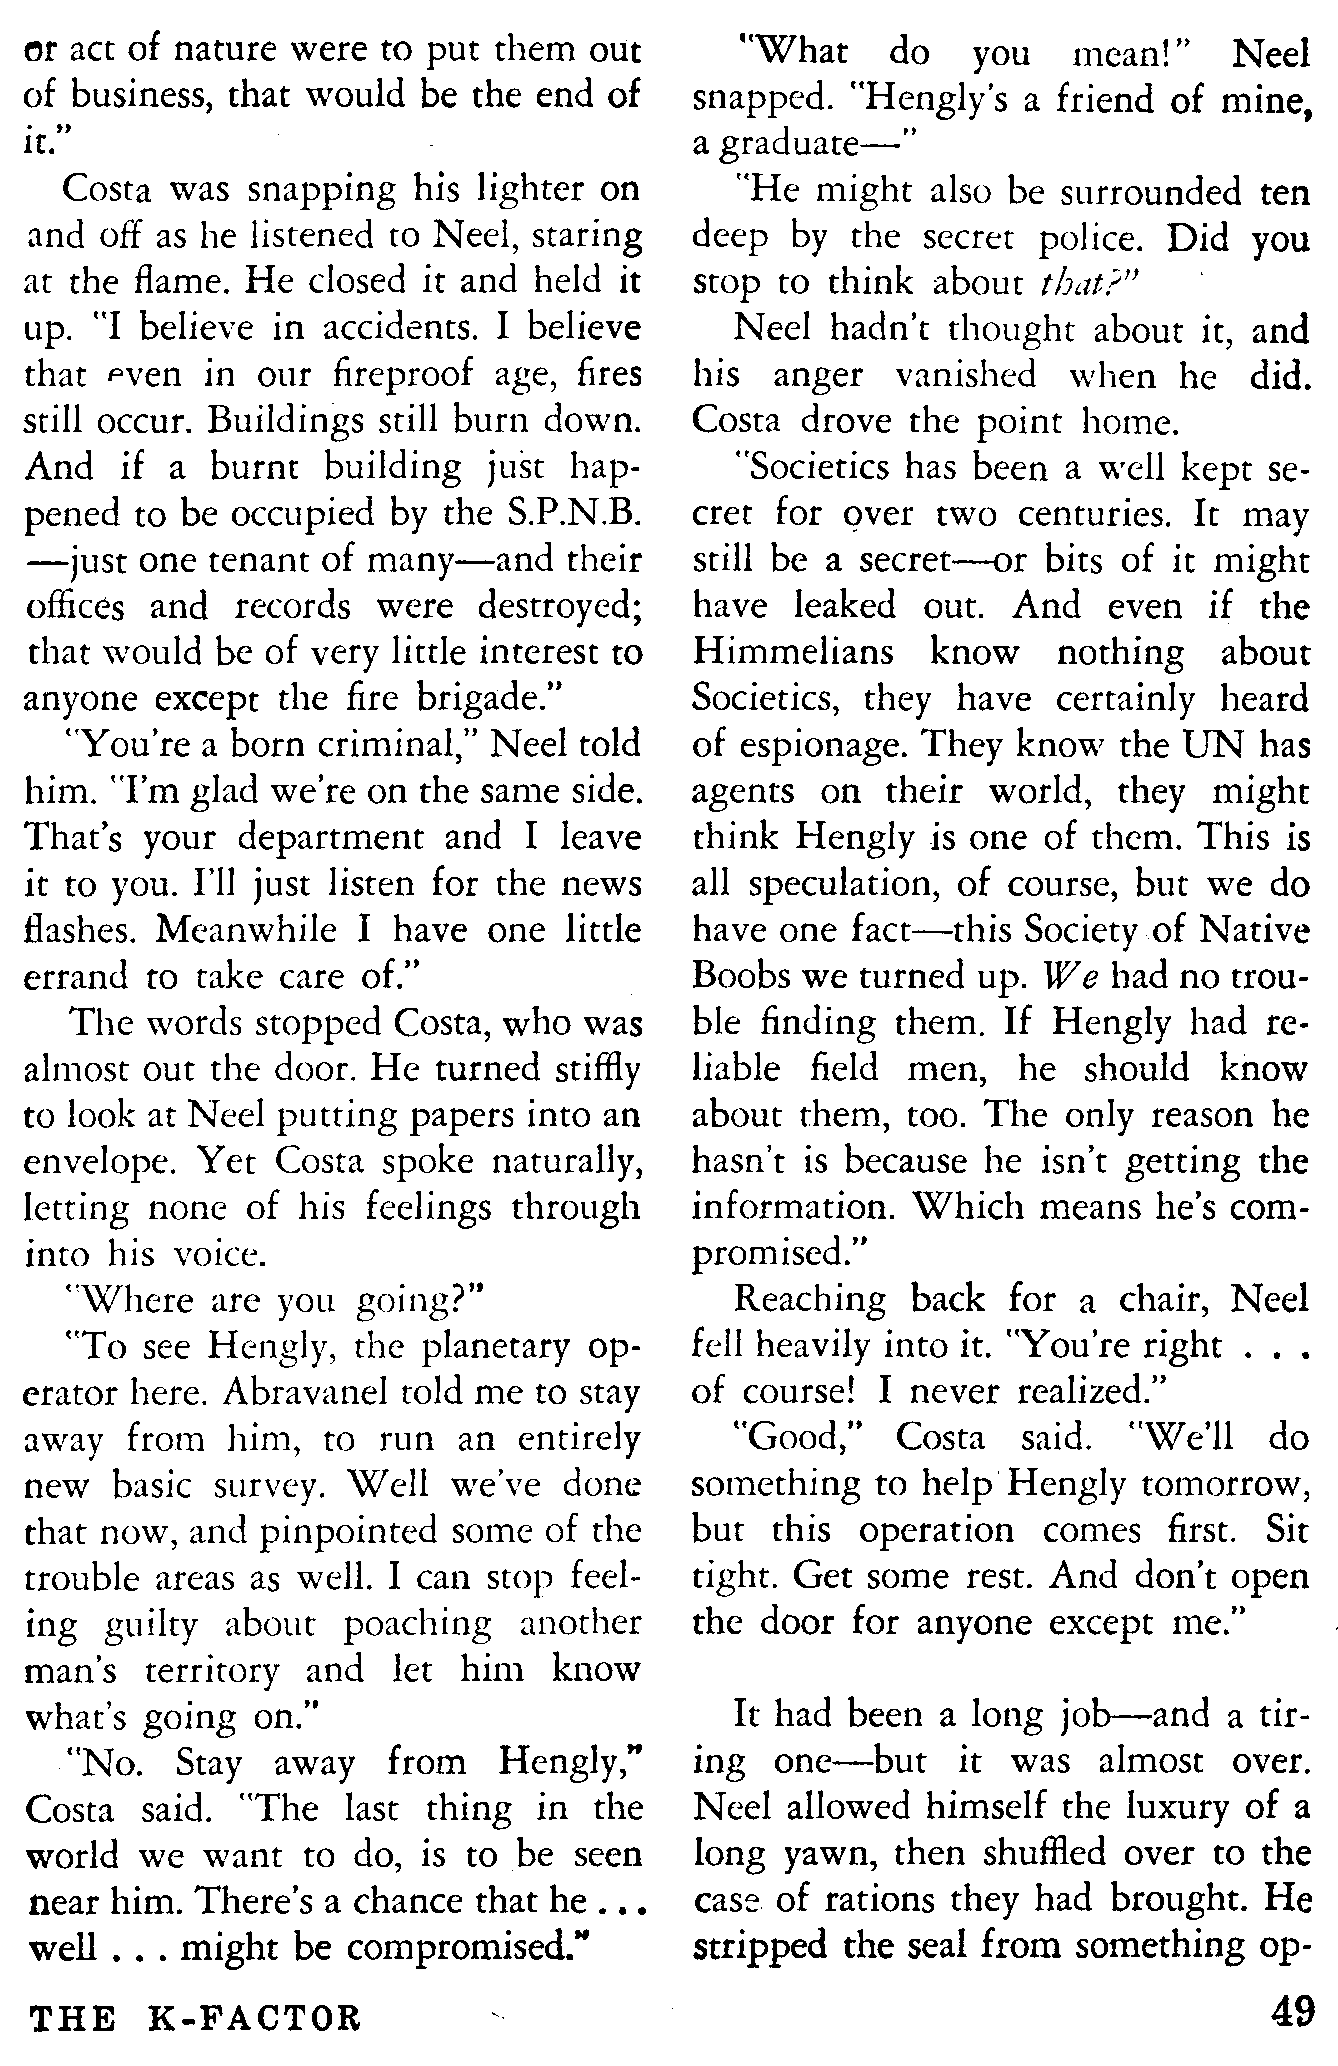 or act of nature were to put them out
of business, that would be the end of
it."
Costa was snapping his lighter on
and off as he listened to Neel, staring
at the flame. He closed it and held it
up. "I believe in accidents. I believe
that even in our fireproof age, fires
still occur. Buildings still burn down.
And if a burnt building just hap-
pened to be occupied by the S.P.N.B.
—just one tenant of many—and their
offices and records were destroyed;
that would be of very little interest to
anyone except the fire brigade."
"You're a born criminal," Neel told
him. "I'm glad we're on the same side.
That's your department and I leave
it to you. I'll just listen for the news
flashes. Meanwhile I have one little
errand to take care of."
The words stopped Costa, who was
almost out the door. He turned stiffly
to look at Neel putting papers into an
envelope. Yet Costa spoke naturally,
letting none of his feelings through
into his voice.
"Where are you going?"
"To see Hengly, the planetary op-
erator here. Abravanel told me to stay
away from him, to run an entirely
new basic survey. Well we've done
that now, and pinpointed some of the
trouble areas as well. I can stop feel-
ing guilty about poaching another
man's territory and let him know
what's going on."
"No. Stay away from Hengly,"
Costa said. "The last thing in the
world we want to do, is to be seen
near him. There's a chance that he . . .
well . . . might be compromised."
"What do you mean!" Neel
snapped. "Hengly's a friend of mine,
a graduate—"
"He might also be surrounded ten
deep by the secret police. Did you
stop to think about that?"
Neel hadn't thought about it, and
his anger vanished when he did.
Costa drove the point home.
"Societics has been a well kept se-
cret for over two centuries. It may
still be a secret—or bits of it might
have leaked out. And even if the
Himmelians know nothing about
Societics, they have certainly heard
of espionage. They know the UN has
agents on their world, they might
think Hengly is one of them. This is
all speculation, of course, but we do
have one fact—this Society of Native
Boobs we turned up. We had no trou-
ble finding them. If Hengly had re-
liable field men, he should know
about them, too. The only reason he
hasn't is because he isn't getting the
information. Which means he's com-
promised."
Reaching back for a chair, Neel
fell heavily into it. "You're right . . .
of course! I never realized."
"Good," Costa said. "We'll do
something to help Hengly tomorrow,
but this operation comes first. Sit
tight. Get some rest. And don't open
the door for anyone except me."
It had been a long job—and a tir-
ing one—but it was almost over.
Neel allowed himself the luxury of a
long yawn, then shuffled over to the
case of rations they had brought. He
stripped the seal from something op-
THE K-FACTOR
49